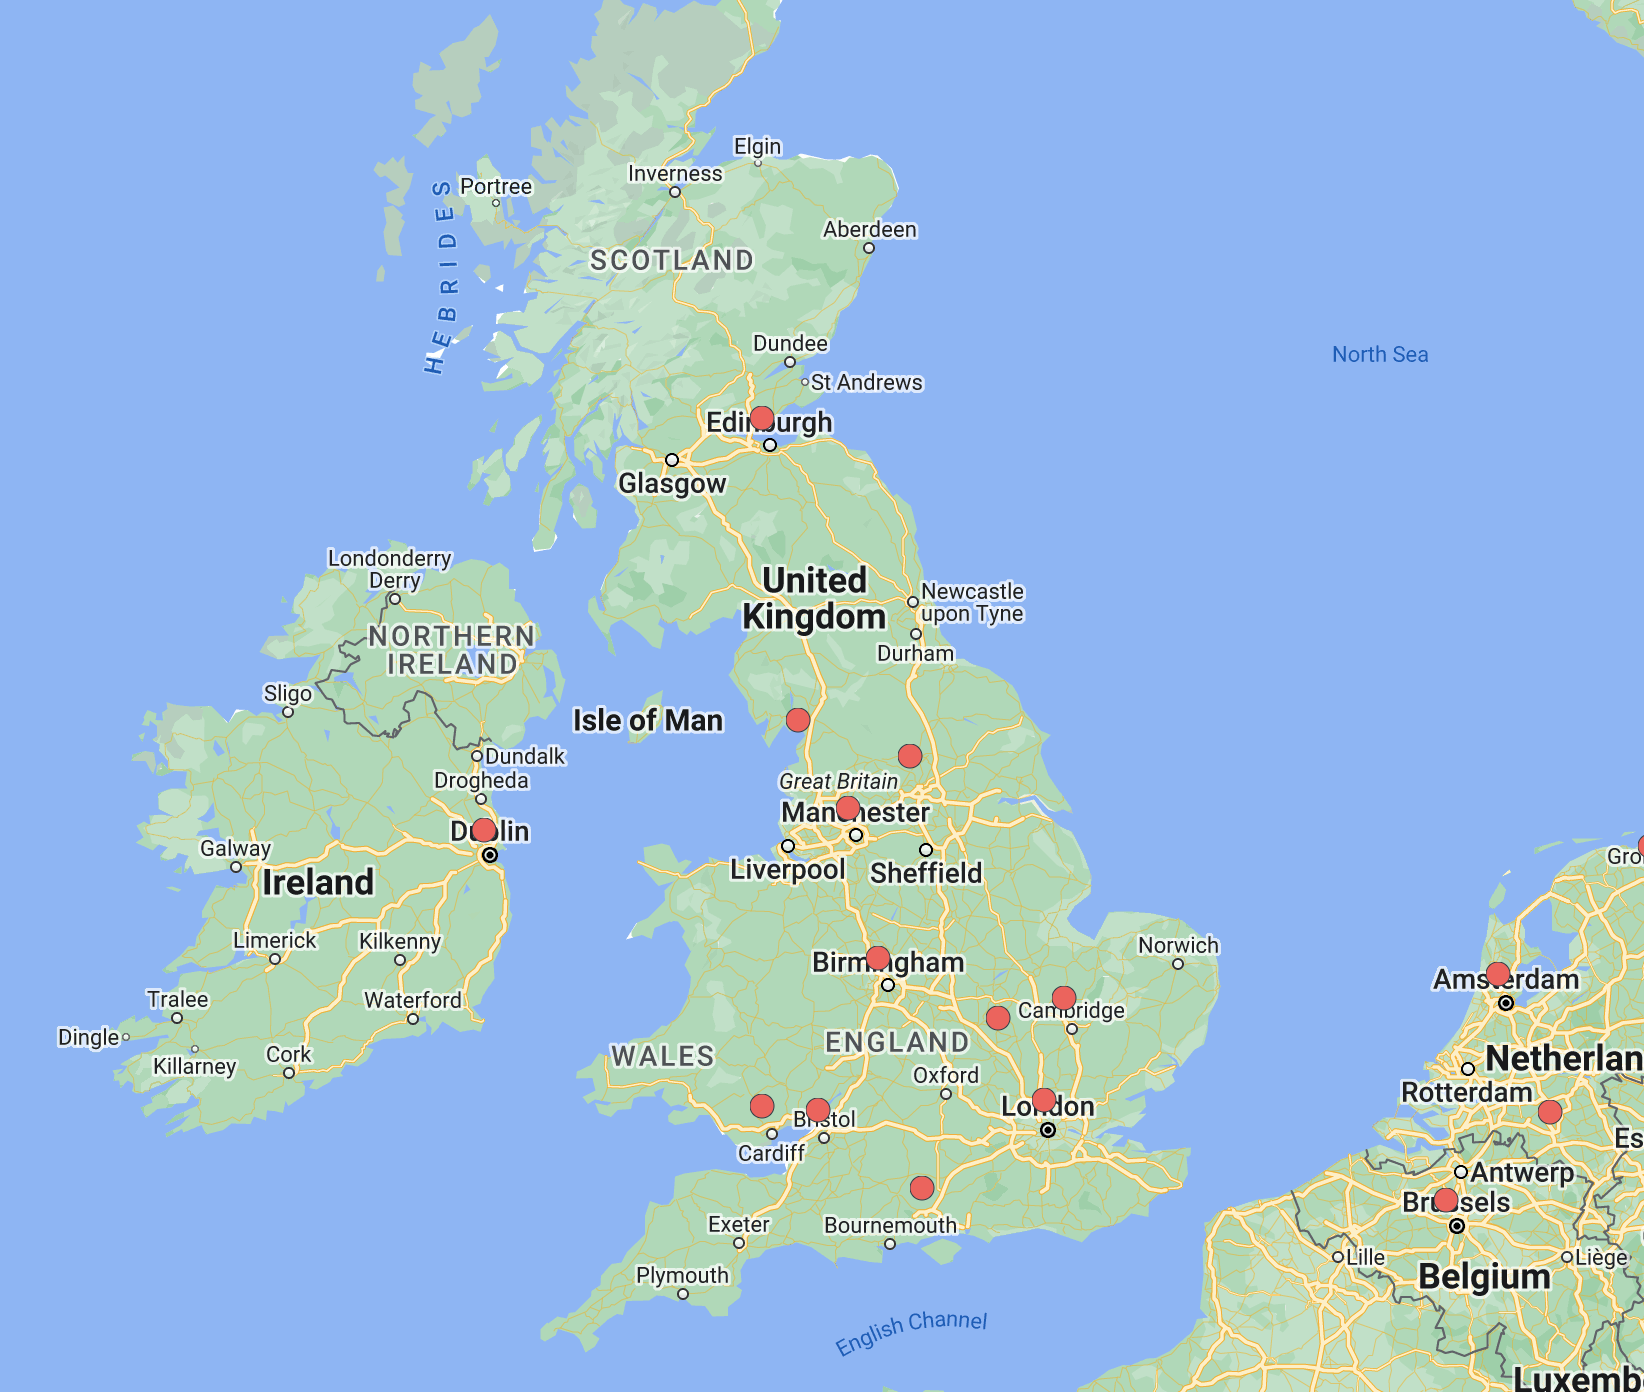 Elgin
Inverness
Portree
HEBRIDES
Aberdeen
SCOTLAND
Dundee
North Sea
St Andrews
Edinburgh
Glasgow
Londonderry
Derry
United
Kingdom
Newcastle
upon Tyne
NORTHERN
IRELAND
Durham
Sligo
Isle of Man
Dundalk
Drogheda
Great Britain
Manchester
Dublin
Galway
Gro
Liverpool
Sheffield
Ireland
Limerick
Kilkenny
Norwich
Birmingham
Amsterdam
Tralee
Waterford
Cambridge
Dingle
ENGLAND
Cork
WALES
Netherlan
Killarney
Oxford
Rotterdam
London
Bristol
Es
Cardiff
Antwerp
Brussels
Exeter
Bournemouth
Lille
Liège
Plymouth
Belgium
English Channel
Luxemb